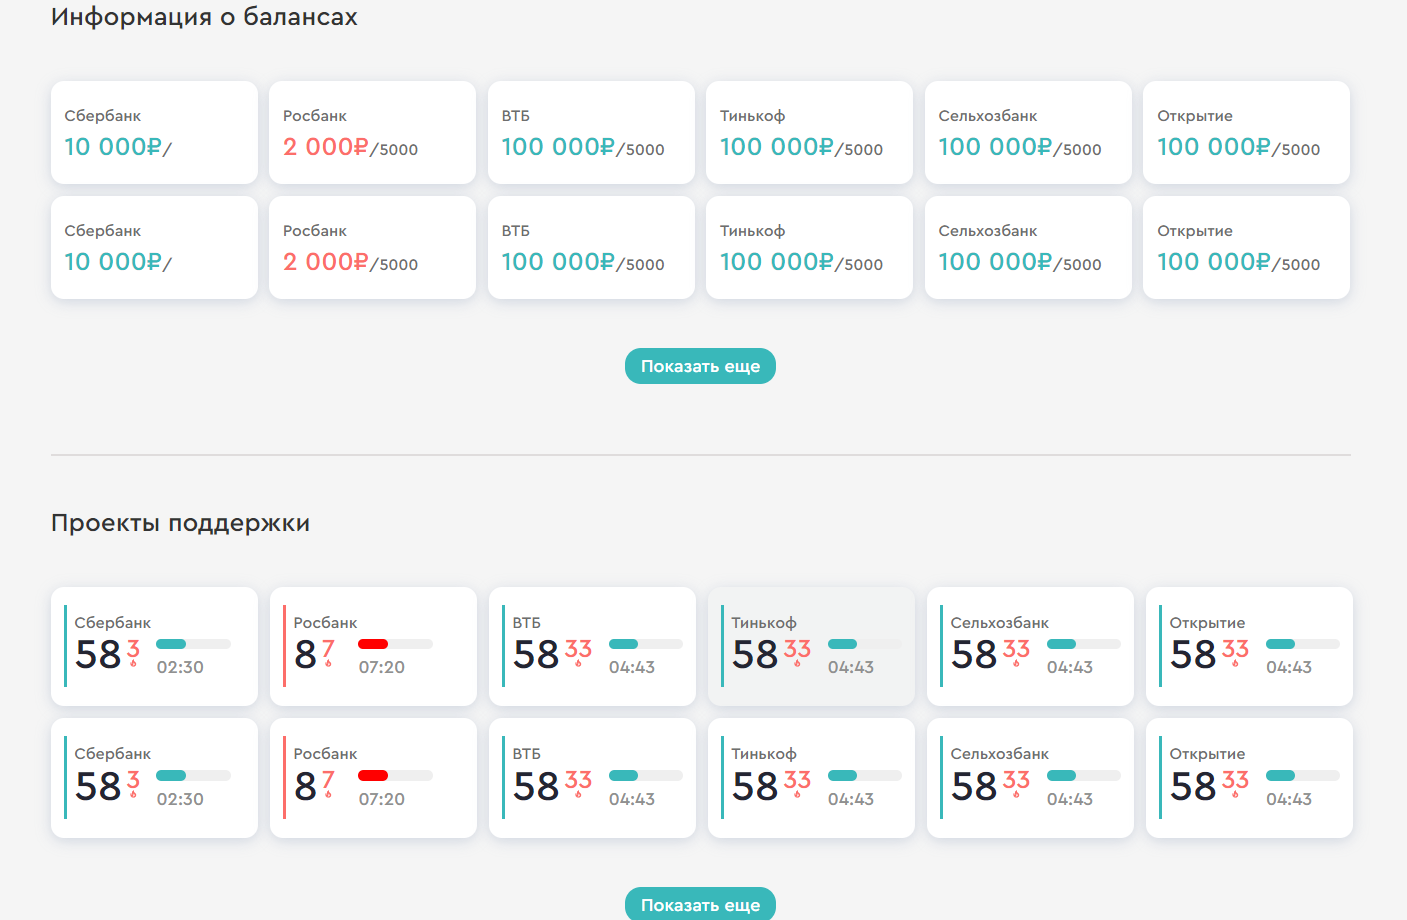 Информация о балансах
Сбербанк Росбанк ВТБ Тинькоф Сельхозбанк Открытие
10 000₽/ 2 000₽/5000 100 000₽/5000 100 000₽/5000 100 000₽/5000 100 000₽/5000
Сбербанк Росбанк ВТБ Тинькоф Сельхозбанк Открытие
10 000₽/ 2 000₽/5000 100 000₽/5000 100 000₽/5000 100 000₽/5000 100 000₽/5000
Показать еще
Проекты поддержки
Сбербанк Росбанк ВТБ Тинькоф Сельхозбанк Открытие
58 3 02:30 8 7 07:20 58 33 04:43 58 33 04:43 58 33 04:43 58 33 04:43
Сбербанк Росбанк ВТБ Тинькоф Сельхозбанк Открытие
58 3 02:30 8 7 07:20 58 33 04:43 58 33 04:43 58 33 04:43 58 33 04:43
Показать еще